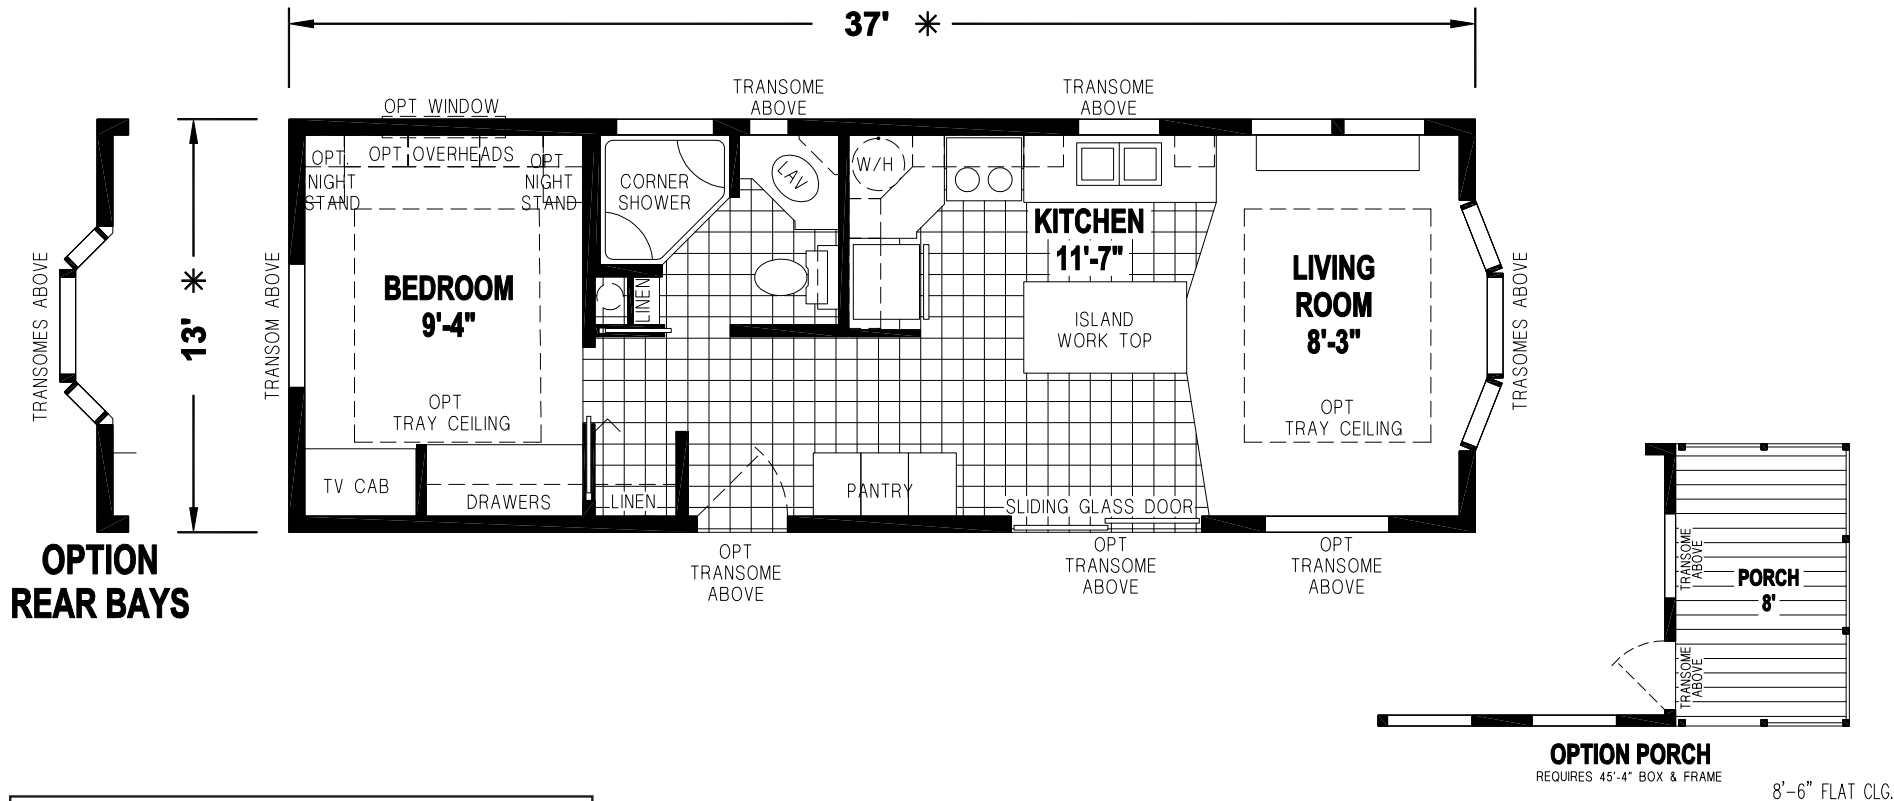 37' ✳
TRANSOME
ABOVE
TRANSOME
ABOVE
OPT WINDOW
OPT OVERHEADS
OPT.
NIGHT
STAND
OPT
NIGHT
STAND
CORNER
SHOWER
LAV
W/H
KITCHEN
11'-7"
LIVING
ROOM
8'-3"
BEDROOM
9'-4"
LINEN
ISLAND
WORK TOP
TRANSOMES ABOVE
13' ✳
TRANSOM ABOVE
TRASOMES ABOVE
OPT
TRAY CEILING
OPT
TRAY CEILING
TV CAB
DRAWERS
LINEN
PANTRY
SLIDING GLASS DOOR
OPT
TRANSOME
ABOVE
OPT
TRANSOME
ABOVE
OPT
TRANSOME
ABOVE
OPTION
REAR BAYS
TRANSOME
ABOVE
PORCH
8'
TRANSOME
ABOVE
OPTION PORCH
REQUIRES 45'-4" BOX & FRAME
8'-6" FLAT CLG.